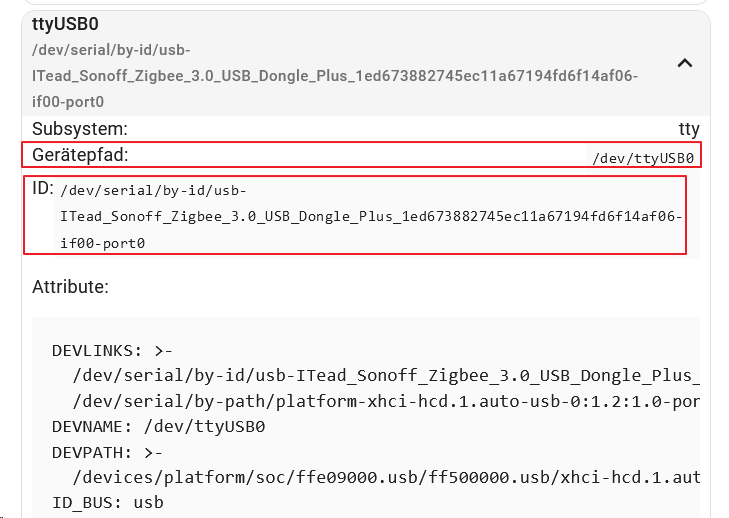 ttyUSB0
/dev/serial/by-id/usb-
ITead_Sonoff_Zigbee_3.0_USB_Dongle_Plus_1ed673882745ec11a67194fd6f14af06-
if00-port0
Subsystem: tty
Gerätepfad: /dev/ttyUSB0
ID: /dev/serial/by-id/usb-
ITead_Sonoff_Zigbee_3.0_USB_Dongle_Plus_1ed673882745ec11a67194fd6f14af06-
if00-port0
Attribute:
DEVLINKS: >-
/dev/serial/by-id/usb-ITead_Sonoff_Zigbee_3.0_USB_Dongle_Plus_
/dev/serial/by-path/platform-xhci-hcd.1.auto-usb-0:1.2:1.0-por
DEVNAME: /dev/ttyUSB0
DEVPATH: >-
/devices/platform/soc/ffe09000.usb/ff500000.usb/xhci-hcd.1.aut
ID_BUS: usb